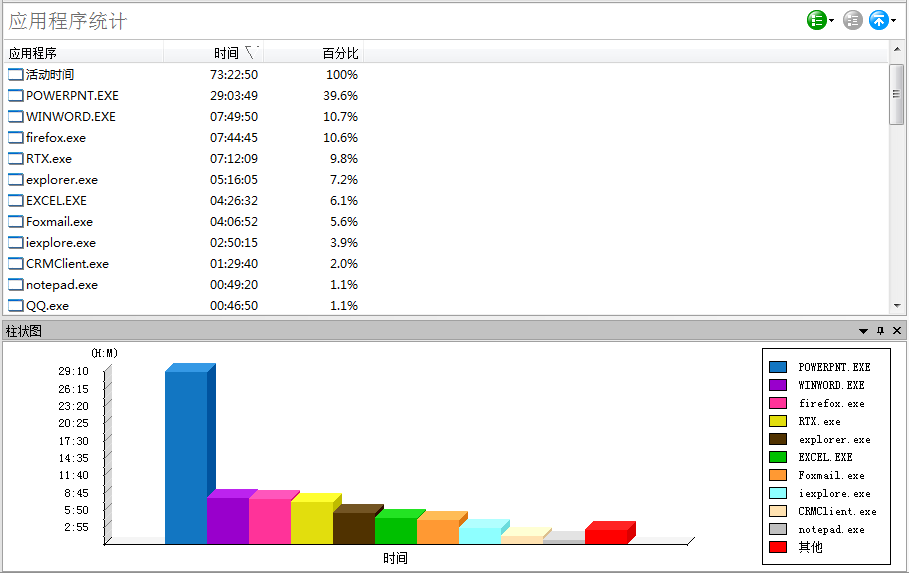 应用程序统计
应用程序 时间 百分比
活动时间 73:22:50 100%
POWERPNT.EXE 29:03:49 39.6%
WINWORD.EXE 07:49:50 10.7%
firefox.exe 07:44:45 10.6%
RTX.exe 07:12:09 9.8%
explorer.exe 05:16:05 7.2%
EXCEL.EXE 04:26:32 6.1%
Foxmail.exe 04:06:52 5.6%
iexplore.exe 02:50:15 3.9%
CRMClient.exe 01:29:40 2.0%
notepad.exe 00:49:20 1.1%
QQ.exe 00:46:50 1.1%
柱状图
(H:M)
29:10
26:15
23:20
20:25
17:30
14:35
11:40
8:45
5:50
2:55
时间
POWERPNT.EXE
WINWORD.EXE
firefox.exe
RTX.exe
explorer.exe
EXCEL.EXE
Foxmail.exe
iexplore.exe
CRMClient.exe
notepad.exe
其他